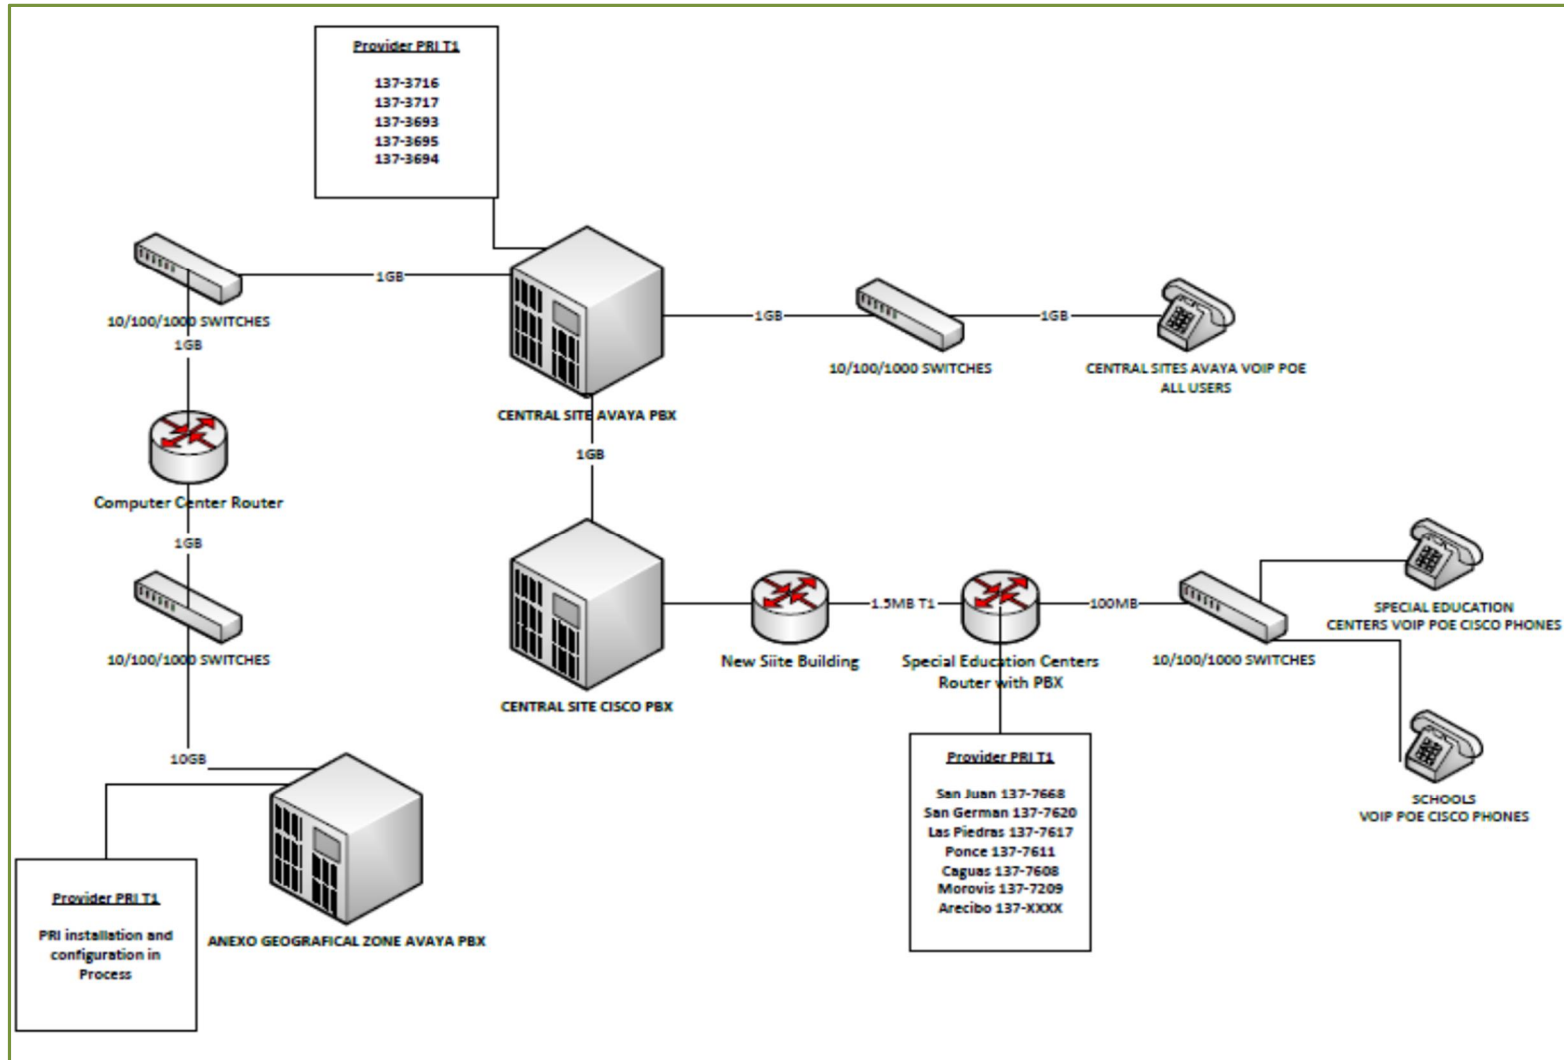 Provider PRI T1
137-3716
137-3717
137-3693
137-3695
137-3694
1GB
10/100/1000 SWITCHES
1GB
1GB
1GB
10/100/1000 SWITCHES
CENTRAL SITES AVAYA VOIP POE
ALL USERS
CENTRAL SITE AVAYA PBX
1GB
Computer Center Router
1GB
10/100/1000 SWITCHES
10GB
CENTRAL SITE CISCO PBX
New Siite Building
1.5MB T1
Special Education Centers
Router with PBX
100MB
10/100/1000 SWITCHES
SPECIAL EDUCATION
CENTERS VOIP POE CISCO PHONES
SCHOOLS
VOIP POE CISCO PHONES
Provider PRI T1
San Juan 137-7668
San German 137-7620
Las Piedras 137-7617
Ponce 137-7611
Caguas 137-7608
Morovis 137-7209
Arecibo 137-XXXX
Provider PRI T1
PRI installation and
configuration in
Process
ANEXO GEOGRAFICAL ZONE AVAYA PBX